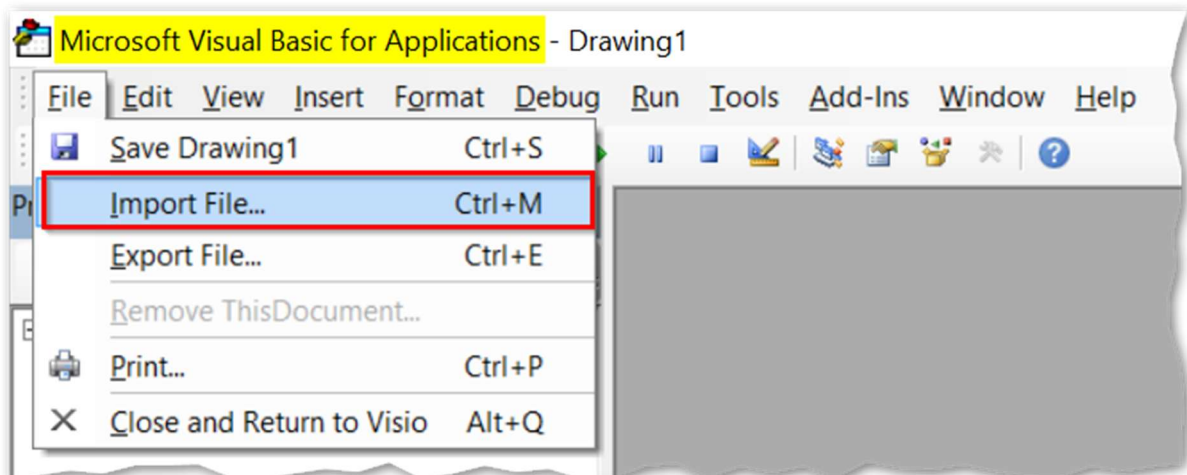 Microsoft Visual Basic for Applications - Drawing1
File Edit View Insert Format Debug Run Tools Add-Ins Window Help
Save Drawing1 Ctrl+S
Import File... Ctrl+M
Export File... Ctrl+E
Remove ThisDocument...
Print... Ctrl+P
Close and Return to Visio Alt+Q